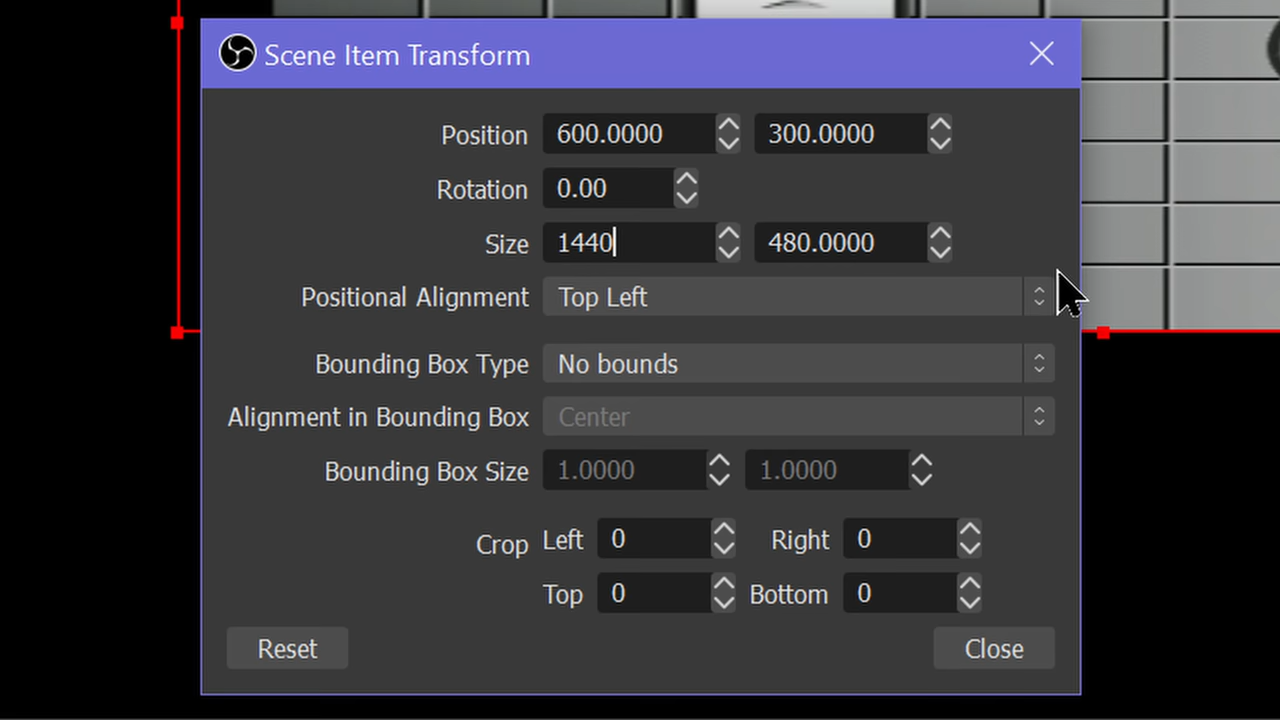 Scene Item Transform
Position 600.0000 300.0000
Rotation 0.00
Size 1440 480.0000
Positional Alignment Top Left
Bounding Box Type No bounds
Alignment in Bounding Box Center
Bounding Box Size 1.0000 1.0000
Crop Left 0 Right 0
Top 0 Bottom 0
Reset Close